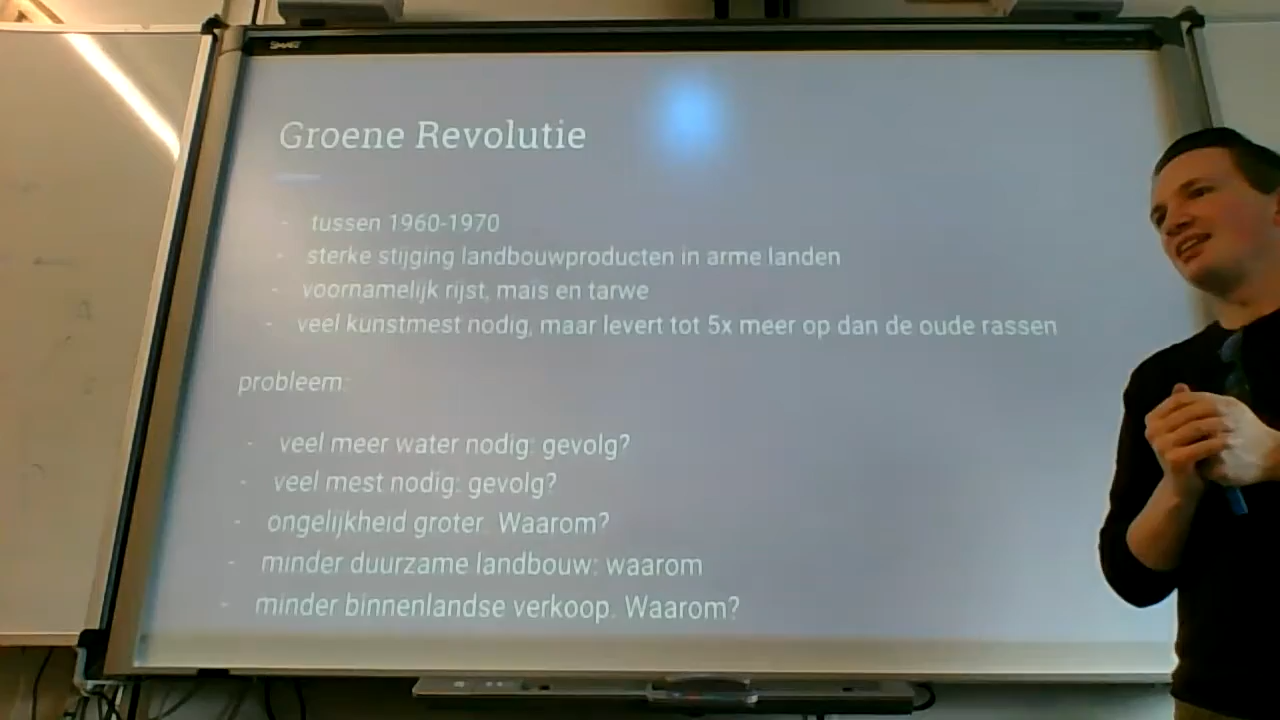 SMART
Groene Revolutie
- tussen 1960-1970
- sterke stijging landbouwproducten in arme landen
- voornamelijk rijst, mais en tarwe
- veel kunstmest nodig, maar levert tot 5x meer op dan de oude rassen
probleem:
- veel meer water nodig: gevolg?
- veel mest nodig: gevolg?
- ongelijkheid groter. Waarom?
- minder duurzame landbouw: waarom
- minder binnenlandse verkoop. Waarom?